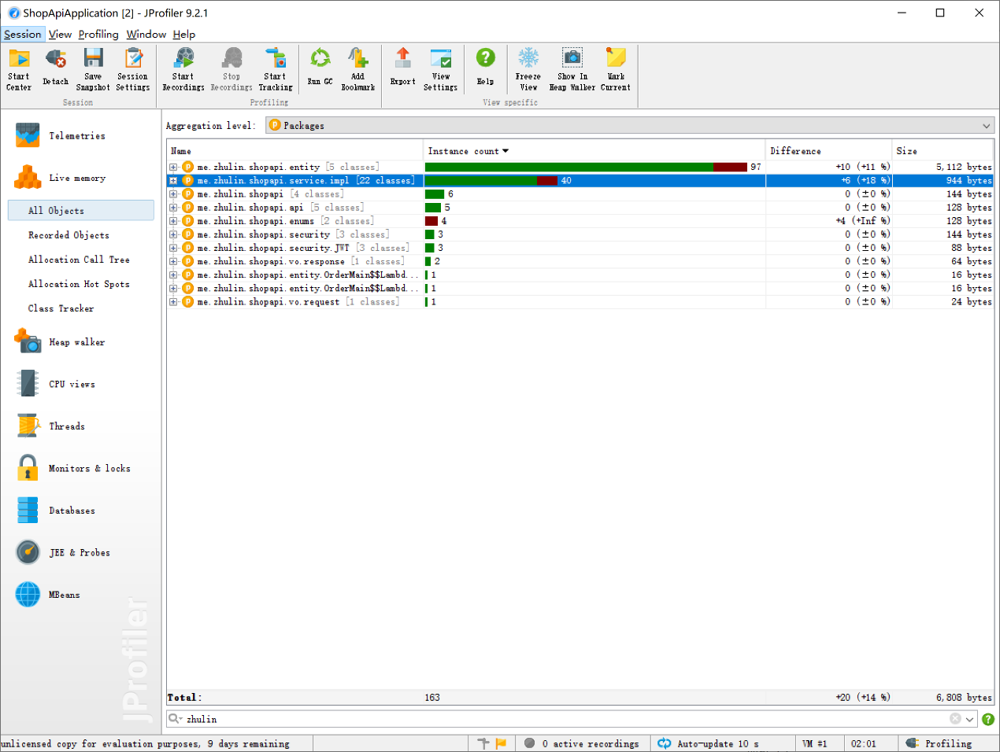 ShopApiApplication [2] - JProfiler 9.2.1
Session View Profiling Window Help
Start Center
Detach
Save Snapshot
Session Settings
Start Recordings
Stop Recordings
Start Tracking
Run GC
Add Bookmark
Export
View Settings
Help
Freeze View
Show In Heap Walker
Mark Current
Session
Profiling
View specific
Telemetries
Live memory
All Objects
Recorded Objects
Allocation Call Tree
Allocation Hot Spots
Class Tracker
Heap walker
CPU views
Threads
Monitors & locks
Databases
JEE & Probes
MBeans
JProfiler
Aggregation level: Packages
Name Instance count Difference Size
me.zhulin.shopapi.entity [5 classes] 97 +10 (+11 %) 5,112 bytes
me.zhulin.shopapi.service.impl [22 classes] 40 +6 (+18 %) 944 bytes
me.zhulin.shopapi [4 classes] 6 0 (±0 %) 144 bytes
me.zhulin.shopapi.api [5 classes] 5 0 (±0 %) 128 bytes
me.zhulin.shopapi.enums [2 classes] 4 +4 (+Inf %) 128 bytes
me.zhulin.shopapi.security [3 classes] 3 0 (±0 %) 144 bytes
me.zhulin.shopapi.security.JWT [3 classes] 3 0 (±0 %) 88 bytes
me.zhulin.shopapi.vo.response [1 classes] 2 0 (±0 %) 64 bytes
me.zhulin.shopapi.entity.OrderMain$$Lambd... 1 0 (±0 %) 16 bytes
me.zhulin.shopapi.entity.OrderMain$$Lambd... 1 0 (±0 %) 16 bytes
me.zhulin.shopapi.vo.request [1 classes] 1 0 (±0 %) 24 bytes
Total: 163 +20 (+14 %) 6,808 bytes
zhulin
unlicensed copy for evaluation purposes, 9 days remaining
0 active recordings
Auto-update 10 s
VM #1
02:01
Profiling